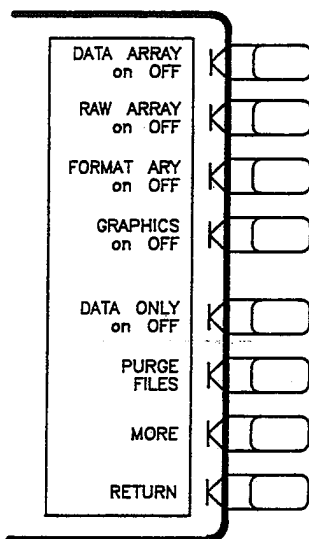 DATA ARRAY
on OFF
RAW ARRAY
on OFF
FORMAT ARY
on OFF
GRAPHICS
on OFF
DATA ONLY
on OFF
PURGE
FILES
MORE
RETURN